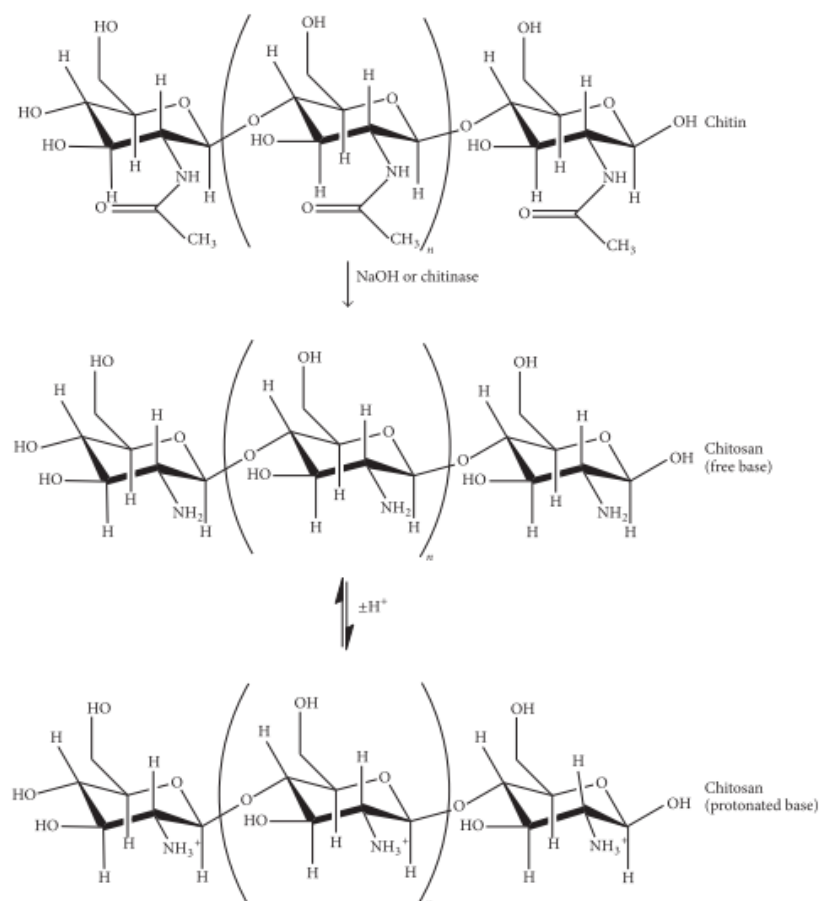 HO OH OH
H H H H H H
O O O
HO O O OH Chitin
HO HO HO
H H H
H NH H H NH H H NH H
O O O
CH3 CH3 n CH3
NaOH or chitinase
HO OH OH
H H H H H H
O O O
HO O O OH Chitosan
(free base)
HO HO HO
H H H
H NH2 H H NH2 H H NH2 H
n
±H+
HO OH OH
H H H H H H
O O O
HO O O OH Chitosan
(protonated base)
HO HO HO
H H H
H NH3+ H H NH3+ H H NH3+ H
n